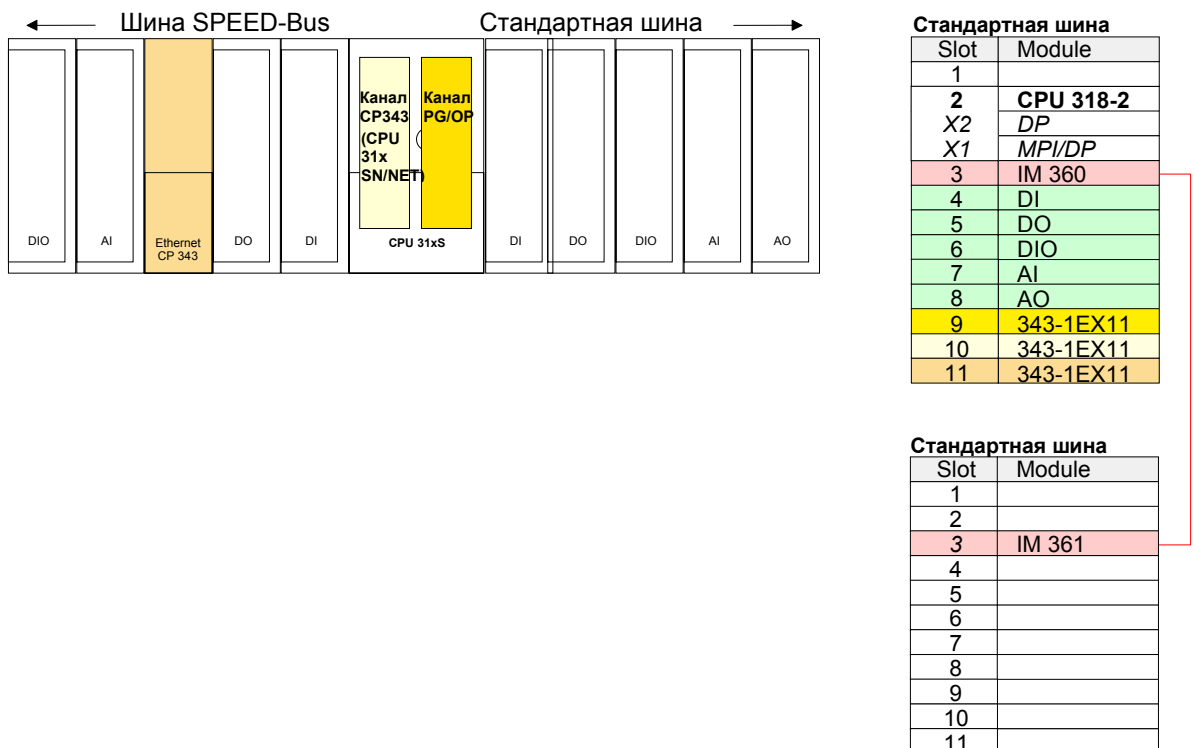 Шина SPEED-Bus
Стандартная шина
Канал
CP343
(CPU
31x
SN/NET)
Канал
PG/OP
DIO
AI
Ethernet
CP 343
DO
DI
CPU 31xS
DI
DO
DIO
AI
AO
Стандартная шина
Slot Module
1
2 CPU 318-2
X2 DP
X1 MPI/DP
3 IM 360
4 DI
5 DO
6 DIO
7 AI
8 AO
9 343-1EX11
10 343-1EX11
11 343-1EX11
Стандартная шина
Slot Module
1
2
3 IM 361
4
5
6
7
8
9
10
11